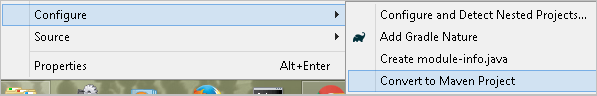 Configure
Source
Properties Alt+Enter
Configure and Detect Nested Projects...
Add Gradle Nature
Create module-info.java
Convert to Maven Project